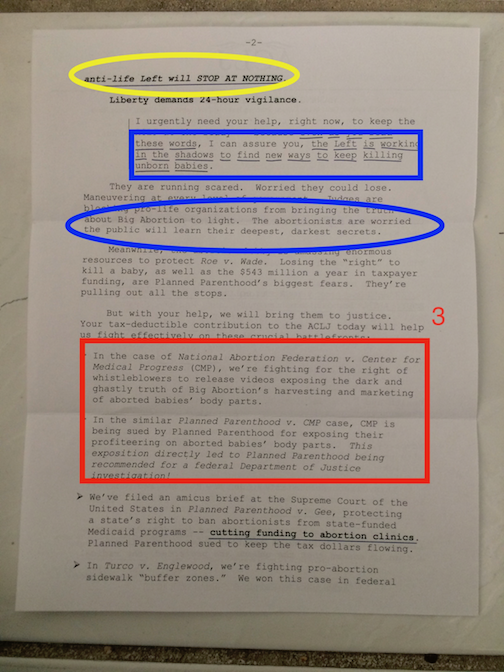 -2-
anti-life Left will STOP AT NOTHING.
Liberty demands 24-hour vigilance.
I urgently need your help, right now, to keep the
these words, I can assure you, the Left is working
in the shadows to find new ways to keep killing
unborn babies.
They are running scared. Worried they could lose.
Maneuvering at every level of
pro-life organizations from bringing the truth
about Big Abortion to light. The abortionists are worried
the public will learn their deepest, darkest secrets.
Meanwhile, enormous
resources to protect Roe v. Wade. Losing the "right" to
kill a baby, as well as the $543 million a year in taxpayer
funding, are Planned Parenthood's biggest fears. They're
pulling out all the stops.
But with your help, we will bring them to justice.
3
Your tax-deductible contribution to the ACLJ today will help
us fight effectively on these crucial battlefronts:
In the case of National Abortion Federation v. Center for
Medical Progress (CMP), we're fighting for the right of
whistleblowers to release videos exposing the dark and
ghastly truth of Big Abortion's harvesting and marketing
of aborted babies' body parts.
In the similar Planned Parenthood v. CMP case, CMP is
being sued by Planned Parenthood for exposing their
profiteering on aborted babies' body parts. This
exposition directly led to Planned Parenthood being
recommended for a federal Department of Justice
investigation!
➤ We've filed an amicus brief at the Supreme Court of the
United States in Planned Parenthood v. Gee, protecting
a state's right to ban abortionists from state-funded
Medicaid programs -- cutting funding to abortion clinics.
Planned Parenthood sued to keep the tax dollars flowing.
➤ In Turco v. Englewood, we're fighting pro-abortion
sidewalk "buffer zones." We won this case in federal